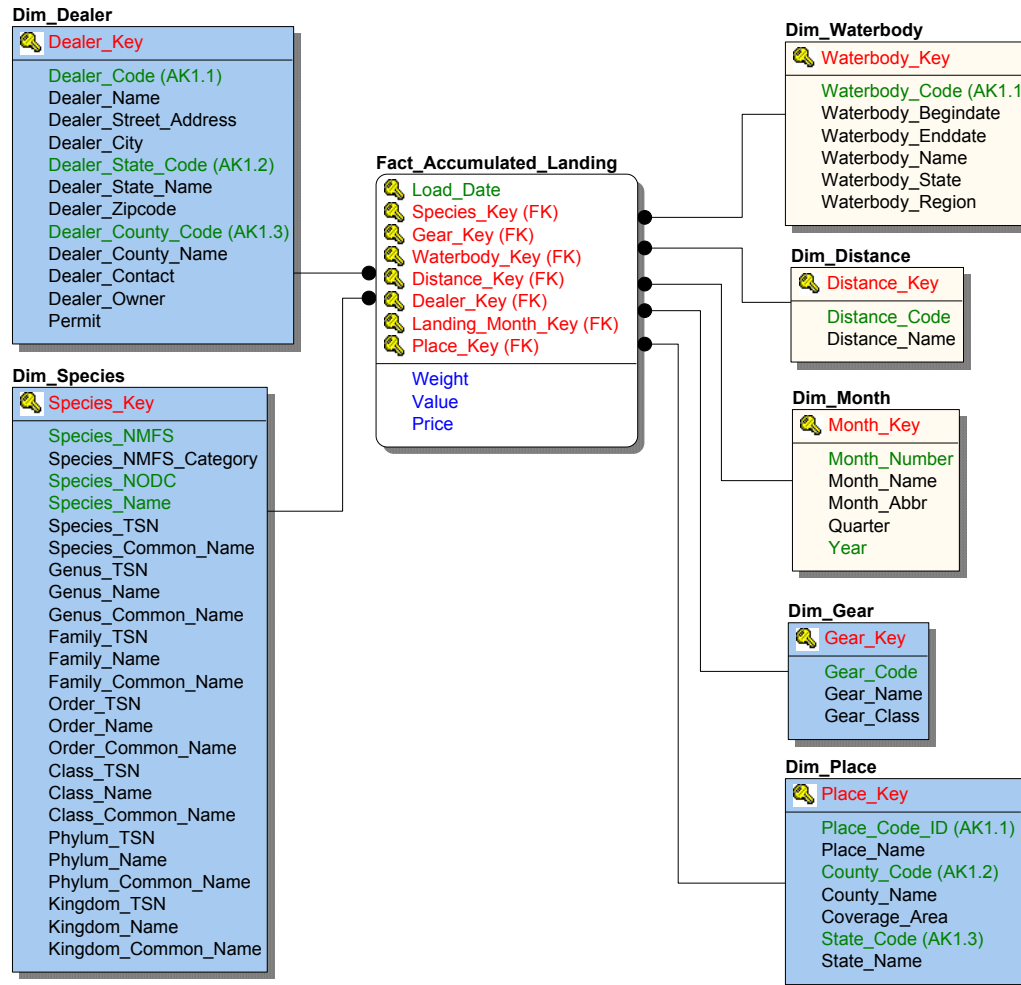 Dim_Dealer
Dealer_Key
Dealer_Code (AK1.1)
Dealer_Name
Dealer_Street_Address
Dealer_City
Dealer_State_Code (AK1.2)
Dealer_State_Name
Dealer_Zipcode
Dealer_County_Code (AK1.3)
Dealer_County_Name
Dealer_Contact
Dealer_Owner
Permit
Dim_Species
Species_Key
Species_NMFS
Species_NMFS_Category
Species_NODC
Species_Name
Species_TSN
Species_Common_Name
Genus_TSN
Genus_Name
Genus_Common_Name
Family_TSN
Family_Name
Family_Common_Name
Order_TSN
Order_Name
Order_Common_Name
Class_TSN
Class_Name
Class_Common_Name
Phylum_TSN
Phylum_Name
Phylum_Common_Name
Kingdom_TSN
Kingdom_Name
Kingdom_Common_Name
Fact_Accumulated_Landing
Load_Date
Species_Key (FK)
Gear_Key (FK)
Waterbody_Key (FK)
Distance_Key (FK)
Dealer_Key (FK)
Landing_Month_Key (FK)
Place_Key (FK)
Weight
Value
Price
Dim_Waterbody
Waterbody_Key
Waterbody_Code (AK1.1
Waterbody_Begindate
Waterbody_Enddate
Waterbody_Name
Waterbody_State
Waterbody_Region
Dim_Distance
Distance_Key
Distance_Code
Distance_Name
Dim_Month
Month_Key
Month_Number
Month_Name
Month_Abbr
Quarter
Year
Dim_Gear
Gear_Key
Gear_Code
Gear_Name
Gear_Class
Dim_Place
Place_Key
Place_Code_ID (AK1.1)
Place_Name
County_Code (AK1.2)
County_Name
Coverage_Area
State_Code (AK1.3)
State_Name